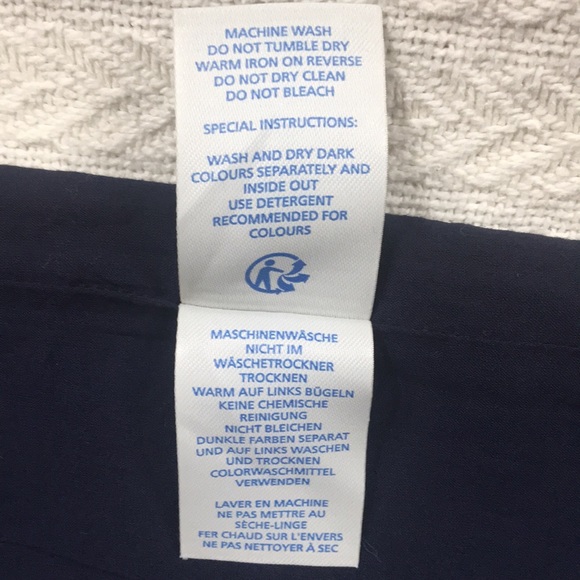 MACHINE WASH
DO NOT TUMBLE DRY
WARM IRON ON REVERSE
DO NOT DRY CLEAN
DO NOT BLEACH
SPECIAL INSTRUCTIONS:
WASH AND DRY DARK
COLOURS SEPARATELY AND
INSIDE OUT
USE DETERGENT
RECOMMENDED FOR
COLOURS
MASCHINENWÄSCHE
NICHT IM
WÄSCHETROCKNER
TROCKNEN
WARM AUF LINKS BÜGELN
KEINE CHEMISCHE
REINIGUNG
NICHT BLEICHEN
DUNKLE FARBEN SEPARAT
UND AUF LINKS WASCHEN
UND TROCKNEN
COLORWASCHMITTEL
VERWENDEN
LAVER EN MACHINE
NE PAS METTRE AU
SÈCHE-LINGE
FER CHAUD SUR L'ENVERS
NE PAS NETTOYER À SEC